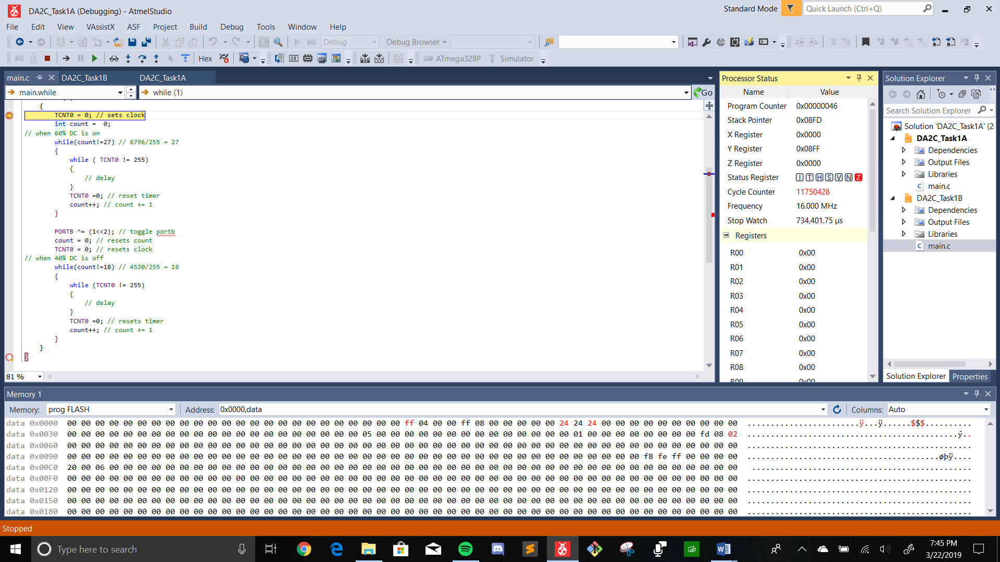 DA2C_Task1A (Debugging) - AtmelStudio
Standard Mode
Quick Launch (Ctrl+Q)
File Edit View VAssistX ASF Project Build Debug Tools Window Help
Debug Debug Browser
Hex ATmega328P Simulator
main.c DA2C_Task1B DA2C_Task1A
main.while while (1) Go
{
TCNT0 = 0; // sets clock
int count =  0;
// when 60% DC is on
while(count!=27) // 6796/255 = 27
{
while ( TCNT0 != 255)
{
// delay
}
TCNT0 =0; // reset timer
count++; // count += 1
}
PORTB ^= (1<<2); // toggle portb
count = 0; // resets count
TCNT0 = 0; // resets clock
// when 40% DC is off
while(count!=18) // 4530/255 = 18
{
while (TCNT0 != 255)
{
// delay
}
TCNT0 =0; // resets timer
count++; // count += 1
}
}
}
81 %
Processor Status
Name Value
Program Counter 0x00000046
Stack Pointer 0x08FD
X Register 0x0000
Y Register 0x08FF
Z Register 0x0000
Status Register I T H S V N Z
Cycle Counter 11750428
Frequency 16.000 MHz
Stop Watch 734,401.75 µs
Registers
R00 0x00
R01 0x00
R02 0x00
R03 0x00
R04 0x00
R05 0x00
R06 0x00
R07 0x00
R08 0x00
R09 0x00
Solution Explorer
Search Solution Explorer
Solution 'DA2C_Task1A' (2
DA2C_Task1A
Dependencies
Output Files
Libraries
main.c
DA2C_Task1B
Dependencies
Output Files
Libraries
main.c
Solution Explorer Properties
Memory 1
Memory: prog FLASH Address: 0x0000,data Columns: Auto
data 0x0000 00 00 00 00 00 00 00 00 00 00 00 00 00 00 00 00 00 00 00 00 00 00 00 00 ff 04 00 00 ff 08 00 00 00 00 00 24 24 24 00 00 00 00 00 00 00 00 00 00 ........................ÿ...ÿ......$$$..........
data 0x0030 00 00 00 00 00 00 00 00 00 00 00 00 00 00 00 00 00 00 00 00 00 05 00 00 00 00 00 00 00 00 00 00 00 00 00 00 01 00 00 00 00 00 00 00 00 fd 08 02 .............................................ý..
data 0x0060 00 00 00 00 00 00 00 00 00 00 00 00 00 00 00 00 00 00 00 00 00 00 00 00 00 00 00 00 00 00 00 00 00 00 00 00 00 00 00 00 00 00 00 00 00 00 00 00 ................................................
data 0x0090 00 00 00 00 00 00 00 00 00 00 00 00 00 00 00 00 00 00 00 00 00 00 00 00 00 00 00 00 00 00 00 00 00 00 00 00 00 00 00 00 00 f8 fe ff 00 00 00 00 .........................................øþÿ....
data 0x00C0 20 00 06 00 00 00 00 00 00 00 00 00 00 00 00 00 00 00 00 00 00 00 00 00 00 00 00 00 00 00 00 00 00 00 00 00 00 00 00 00 00 00 00 00 00 00 00 00 ...............................................
data 0x00F0 00 00 00 00 00 00 00 00 00 00 00 00 00 00 00 00 00 00 00 00 00 00 00 00 00 00 00 00 00 00 00 00 00 00 00 00 00 00 00 00 00 00 00 00 00 00 00 00 ................................................
data 0x0120 00 00 00 00 00 00 00 00 00 00 00 00 00 00 00 00 00 00 00 00 00 00 00 00 00 00 00 00 00 00 00 00 00 00 00 00 00 00 00 00 00 00 00 00 00 00 00 00 ................................................
data 0x0150 00 00 00 00 00 00 00 00 00 00 00 00 00 00 00 00 00 00 00 00 00 00 00 00 00 00 00 00 00 00 00 00 00 00 00 00 00 00 00 00 00 00 00 00 00 00 00 00 ................................................
data 0x0180 00 00 00 00 00 00 00 00 00 00 00 00 00 00 00 00 00 00 00 00 00 00 00 00 00 00 00 00 00 00 00 00 00 00 00 00 00 00 00 00 00 00 00 00 00 00 00 00 ................................................
Stopped
Type here to search
7:45 PM
3/22/2019